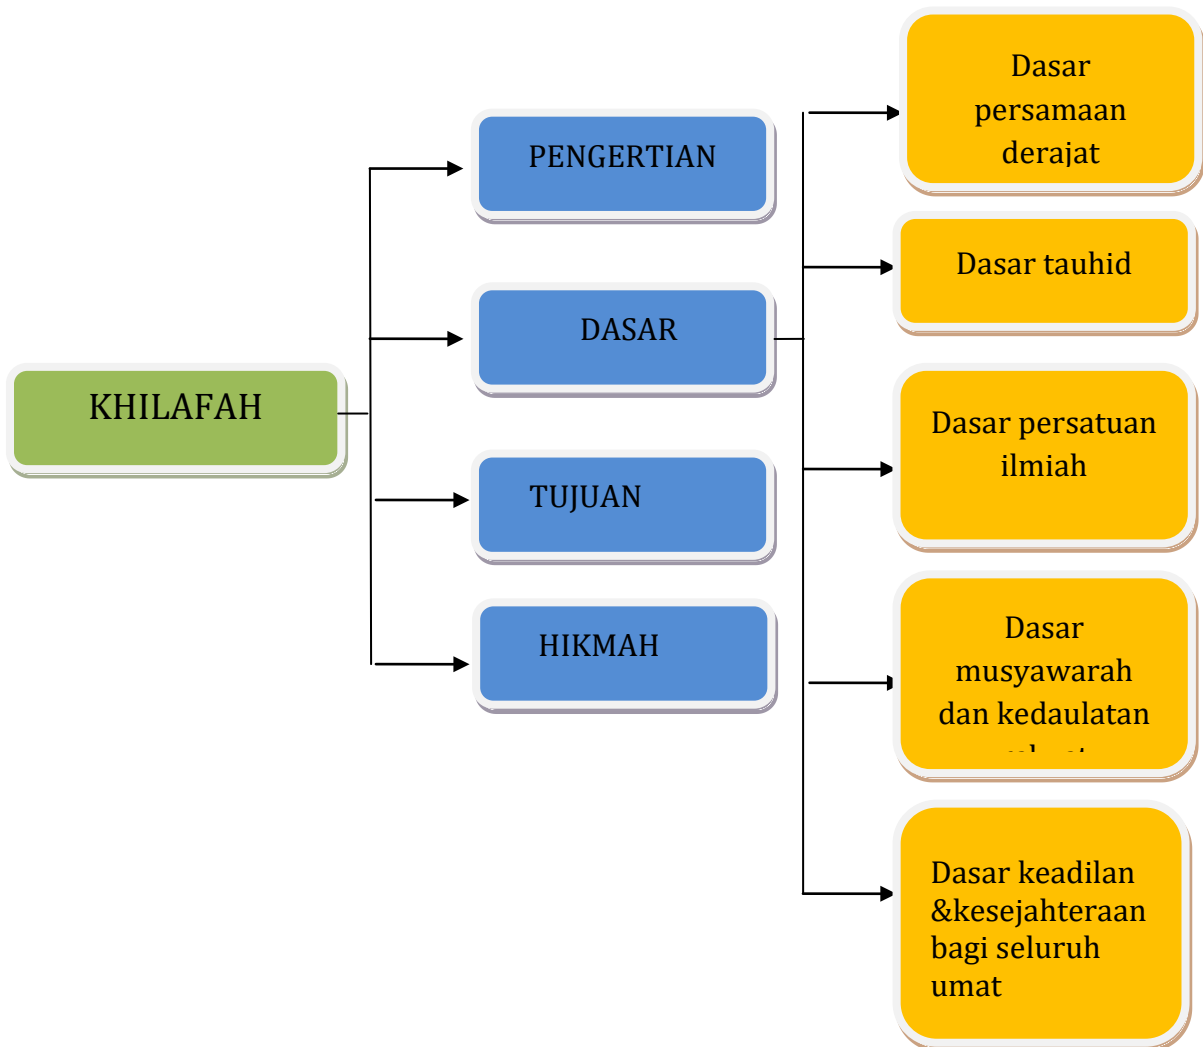 KHILAFAH
PENGERTIAN
DASAR
TUJUAN
HIKMAH
Dasar
persamaan
derajat
Dasar tauhid
Dasar persatuan
ilmiah
Dasar
musyawarah
dan kedaulatan
Dasar keadilan
&kesejahteraan
bagi seluruh
umat